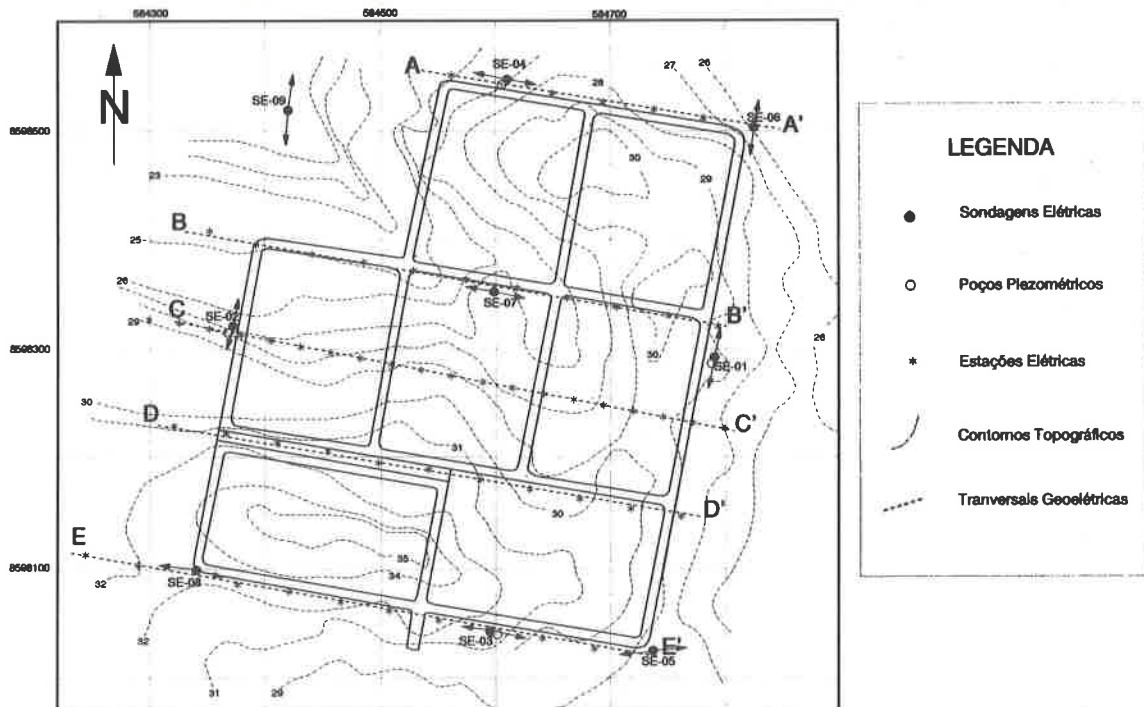 584300 584500 584700
N
A
SE-04
28
27
26
SE-09
SE-06
A'
8598500
30
29
29
23
B
25
SE-07
B'
26
C
SE-02
29
8598300
30
SE-01
26
C'
30
D
31
30
D'
E
35
34
8598100
32
SE-08
32
SE-03
E'
SE-05
31
29
LEGENDA
Sondagens Elétricas
Poços Piezométricos
Estações Elétricas
Contornos Topográficos
Tranversais Geoelétricas